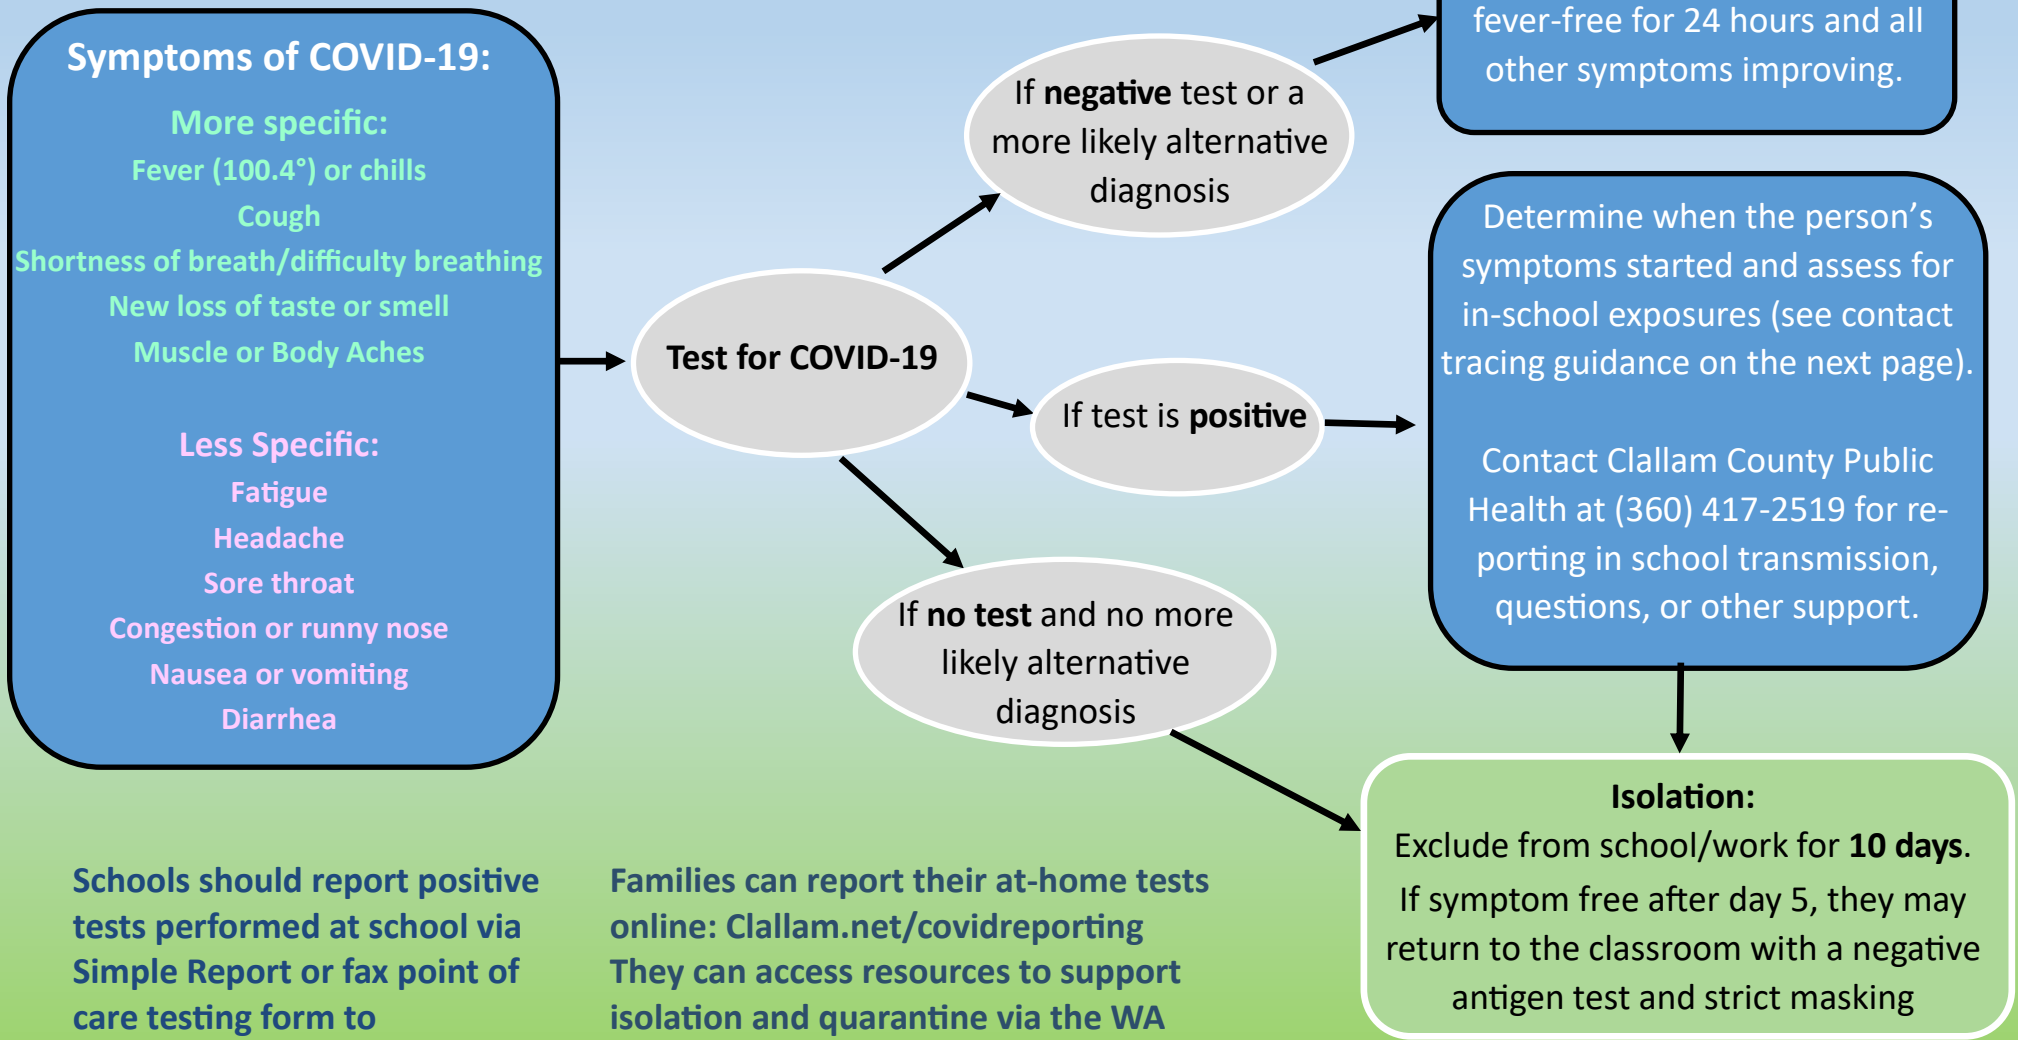 Symptoms of COVID-19:
More specific:
Fever (100.4°) or chills
Cough
Shortness of breath/difficulty breathing
New loss of taste or smell
Muscle or Body Aches
Less Specific:
Fatigue
Headache
Sore throat
Congestion or runny nose
Nausea or vomiting
Diarrhea
Test for COVID-19
If negative test or a
more likely alternative
diagnosis
fever-free for 24 hours and all
other symptoms improving.
If test is positive
Determine when the person's
symptoms started and assess for
in-school exposures (see contact
tracing guidance on the next page).
Contact Clallam County Public
Health at (360) 417-2519 for re-
porting in school transmission,
questions, or other support.
If no test and no more
likely alternative
diagnosis
Isolation:
Exclude from school/work for 10 days.
If symptom free after day 5, they may
return to the classroom with a negative
antigen test and strict masking
Schools should report positive
tests performed at school via
Simple Report or fax point of
care testing form to
Families can report their at-home tests
online: Clallam.net/covidreporting
They can access resources to support
isolation and quarantine via the WA